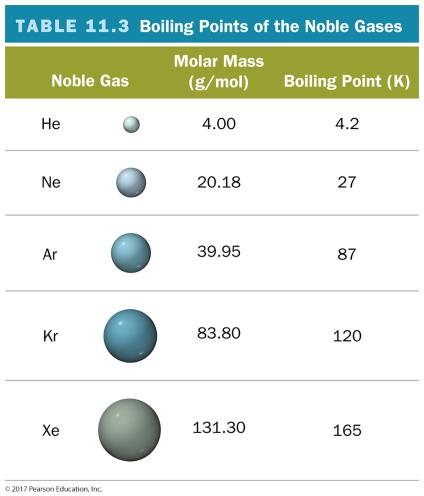 TABLE 11.3 Boiling Points of the Noble Gases
Noble Gas Molar Mass (g/mol) Boiling Point (K)
He 4.00 4.2
Ne 20.18 27
Ar 39.95 87
Kr 83.80 120
Xe 131.30 165
© 2017 Pearson Education, Inc.